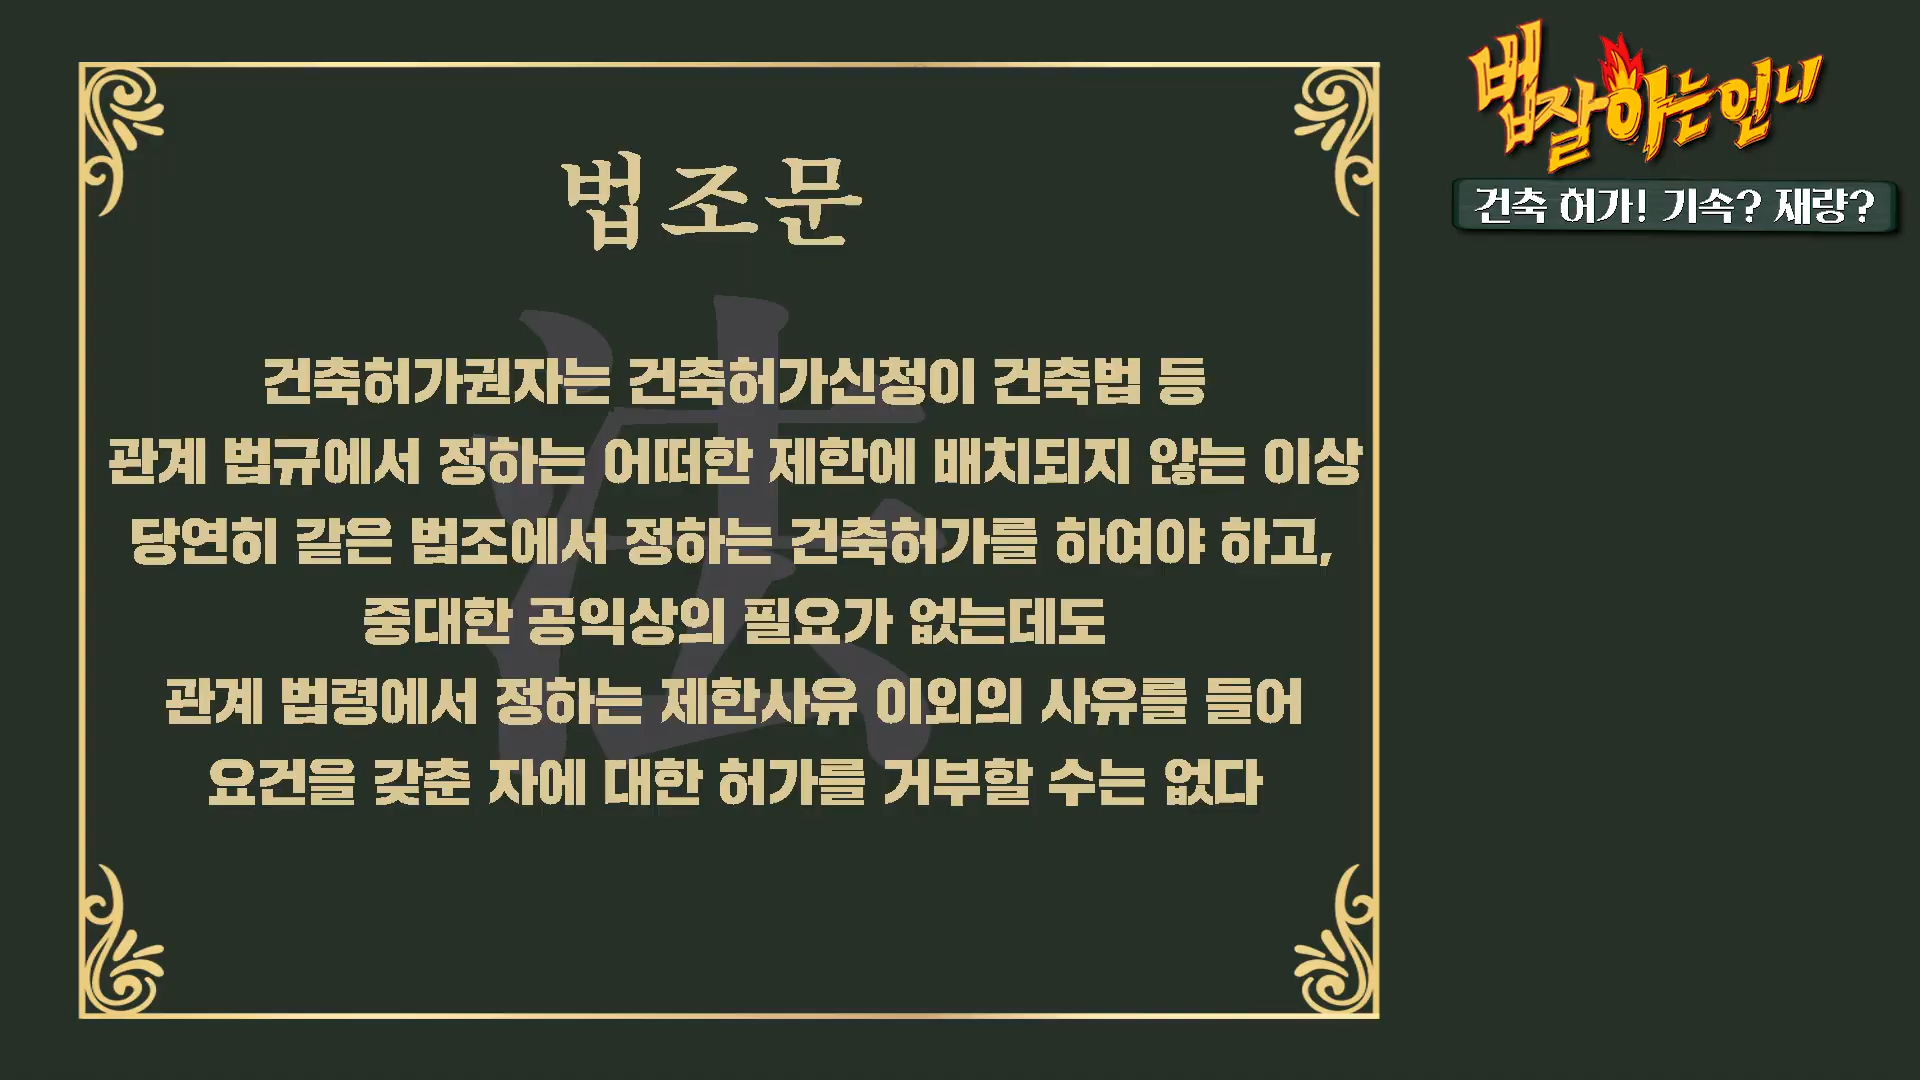 법잘하는언니
건축 허가! 기속? 재량?
법조문
건축허가권자는 건축허가신청이 건축법 등
관계 법규에서 정하는 어떠한 제한에 배치되지 않는 이상
당연히 같은 법조에서 정하는 건축허가를 하여야 하고,
중대한 공익상의 필요가 없는데도
관계 법령에서 정하는 제한사유 이외의 사유를 들어
요건을 갖춘 자에 대한 허가를 거부할 수는 없다
法